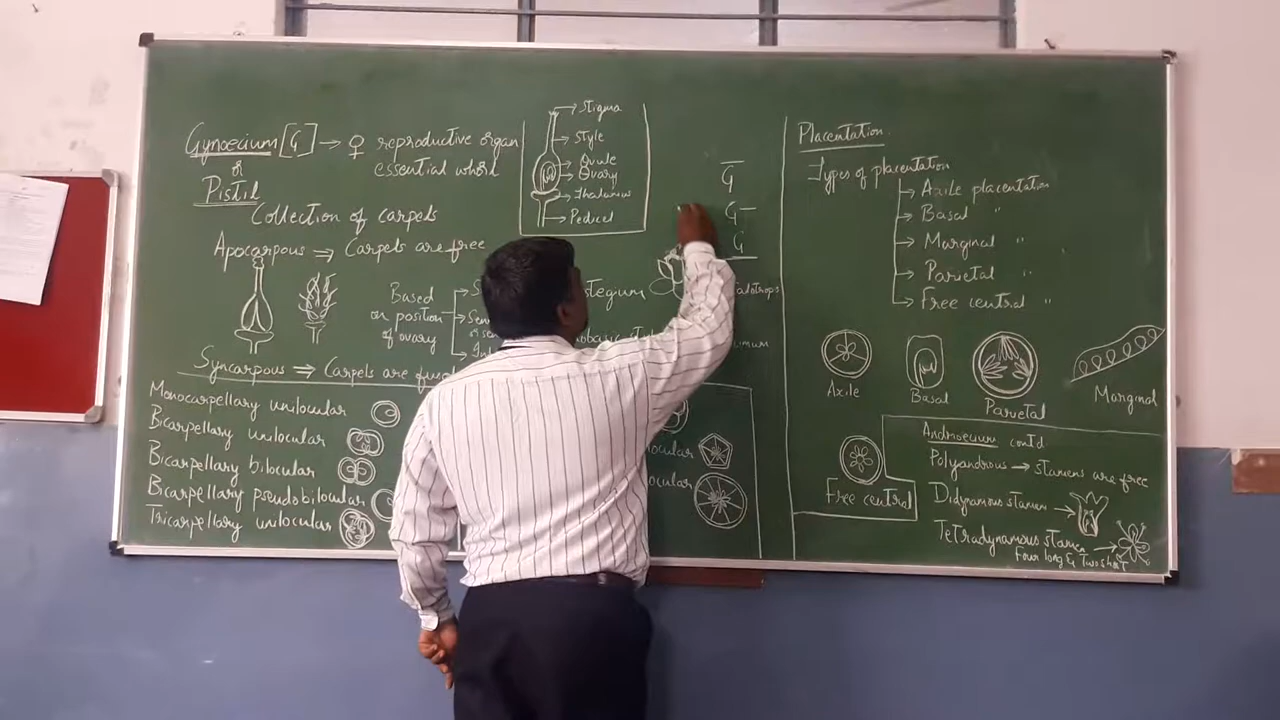 Gynoecium [G] → ♀ reproductive organ
essential whorl
or
Pistil
Collection of carpels
Apocarpous → Carpels are free
Based
on position
of ovary
Syncarpous ⇒ Carpels are
Monocarpellary unilocular
Bicarpellary unilocular
Bicarpellary bilocular
Bicarpellary pseudobilocular
Tricarpellary unilocular
Stigma
Style
Ovule
Ovary
Thalamus
Pedicel
G
G –
G
Placentation
Types of placentation
Axile placentation
Basal "
Marginal "
Parietal "
Free central "
Axile
Basal
Parietal
Marginal
Free central
Androecium contd
Polyandrous → stamens are free
Didynamous stamen →
Tetradynamous stamen →
Four long & Two short